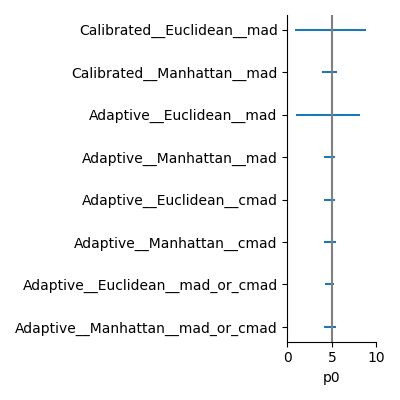 Calibrated__Euclidean__mad
Calibrated__Manhattan__mad
Adaptive__Euclidean__mad
Adaptive__Manhattan__mad
Adaptive__Euclidean__cmad
Adaptive__Manhattan__cmad
Adaptive__Euclidean__mad_or_cmad
Adaptive__Manhattan__mad_or_cmad
0 5 10
p0